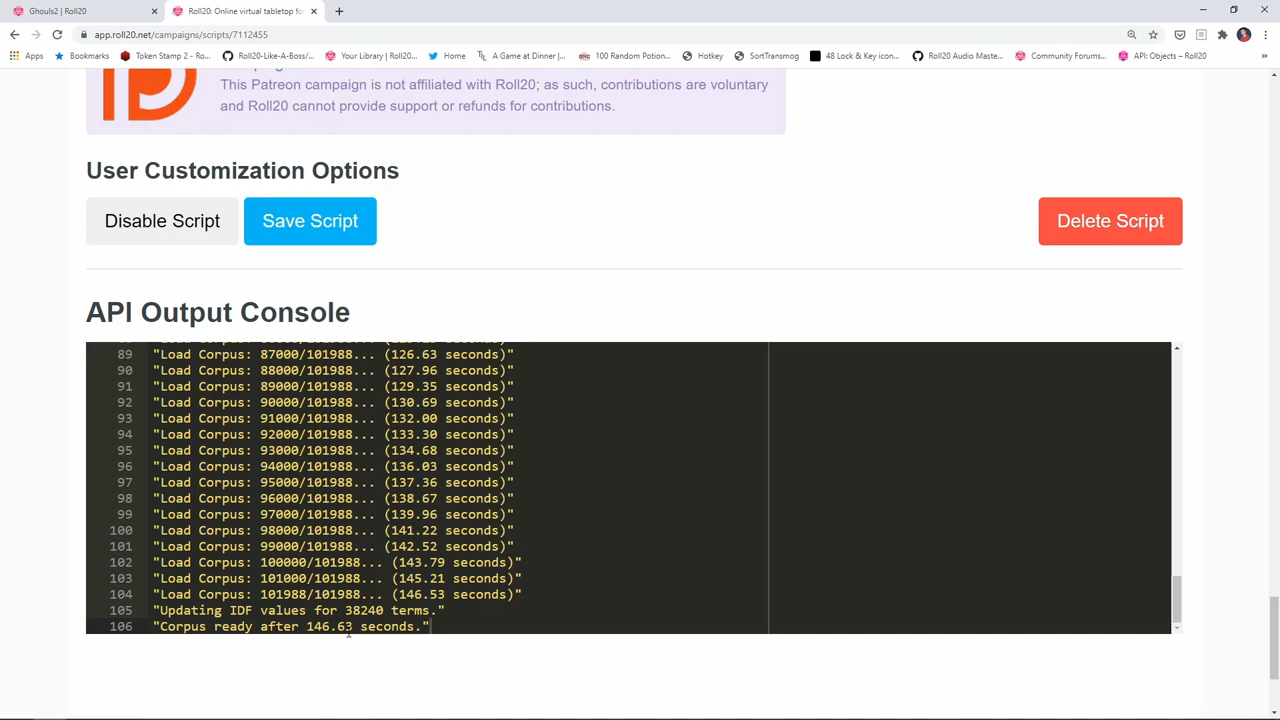 Ghouls2 | Roll20
Roll20: Online virtual tabletop fo
app.roll20.net/campaigns/scripts/7112455
Apps
Bookmarks
Token Stamp 2 - Ro...
Roll20-Like-A-Boss/...
Your Library | Roll20...
Home
A Game at Dinner |...
100 Random Potion...
Hotkey
SortTransmog
48 Lock & Key icon...
Roll20 Audio Maste...
Community Forums...
API: Objects – Roll20
»
This Patreon campaign is not affiliated with Roll20; as such, contributions are voluntary
and Roll20 cannot provide support or refunds for contributions.
User Customization Options
Disable Script
Save Script
Delete Script
API Output Console
89 "Load Corpus: 87000/101988... (126.63 seconds)"
90 "Load Corpus: 88000/101988... (127.96 seconds)"
91 "Load Corpus: 89000/101988... (129.35 seconds)"
92 "Load Corpus: 90000/101988... (130.69 seconds)"
93 "Load Corpus: 91000/101988... (132.00 seconds)"
94 "Load Corpus: 92000/101988... (133.30 seconds)"
95 "Load Corpus: 93000/101988... (134.68 seconds)"
96 "Load Corpus: 94000/101988... (136.03 seconds)"
97 "Load Corpus: 95000/101988... (137.36 seconds)"
98 "Load Corpus: 96000/101988... (138.67 seconds)"
99 "Load Corpus: 97000/101988... (139.96 seconds)"
100 "Load Corpus: 98000/101988... (141.22 seconds)"
101 "Load Corpus: 99000/101988... (142.52 seconds)"
102 "Load Corpus: 100000/101988... (143.79 seconds)"
103 "Load Corpus: 101000/101988... (145.21 seconds)"
104 "Load Corpus: 101988/101988... (146.53 seconds)"
105 "Updating IDF values for 38240 terms."
106 "Corpus ready after 146.63 seconds."